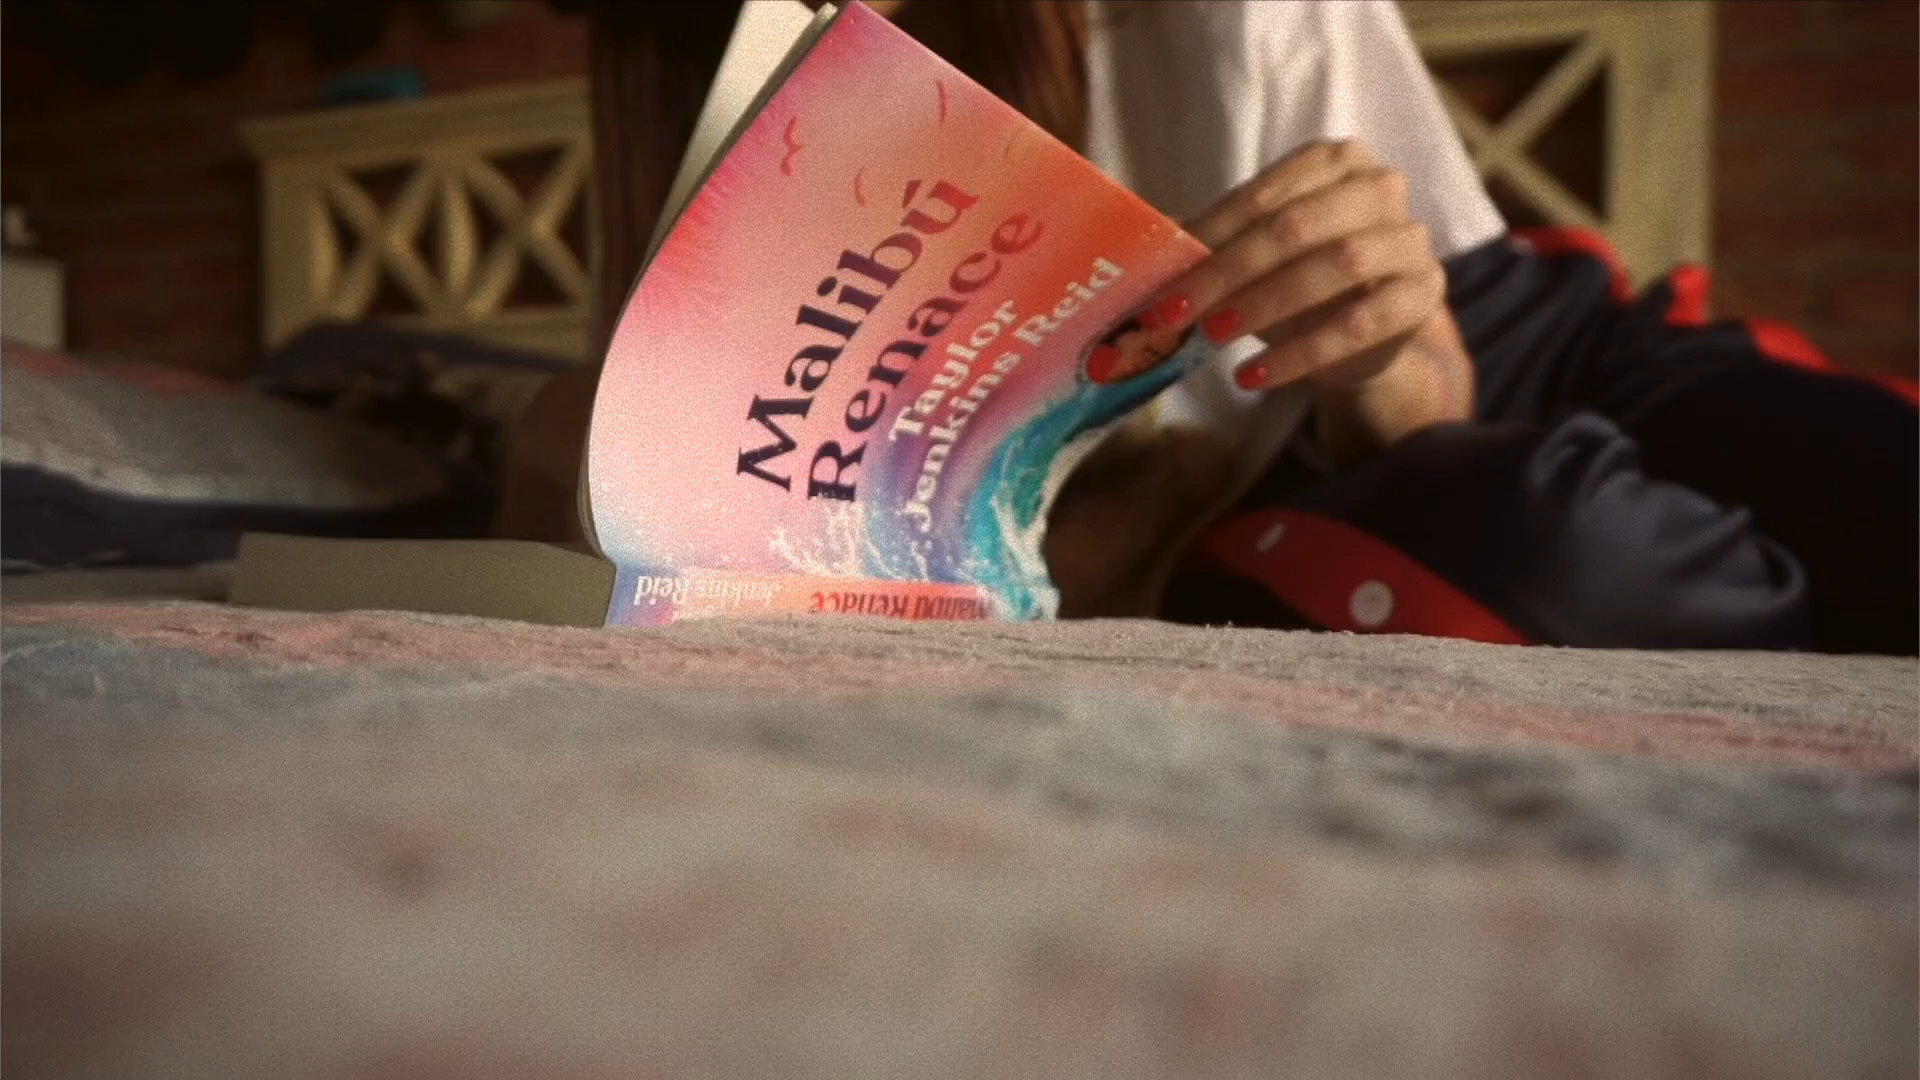 Malibú
Renace
Taylor
Jenkins Reid
Jenkins Reid
Malibú Renace